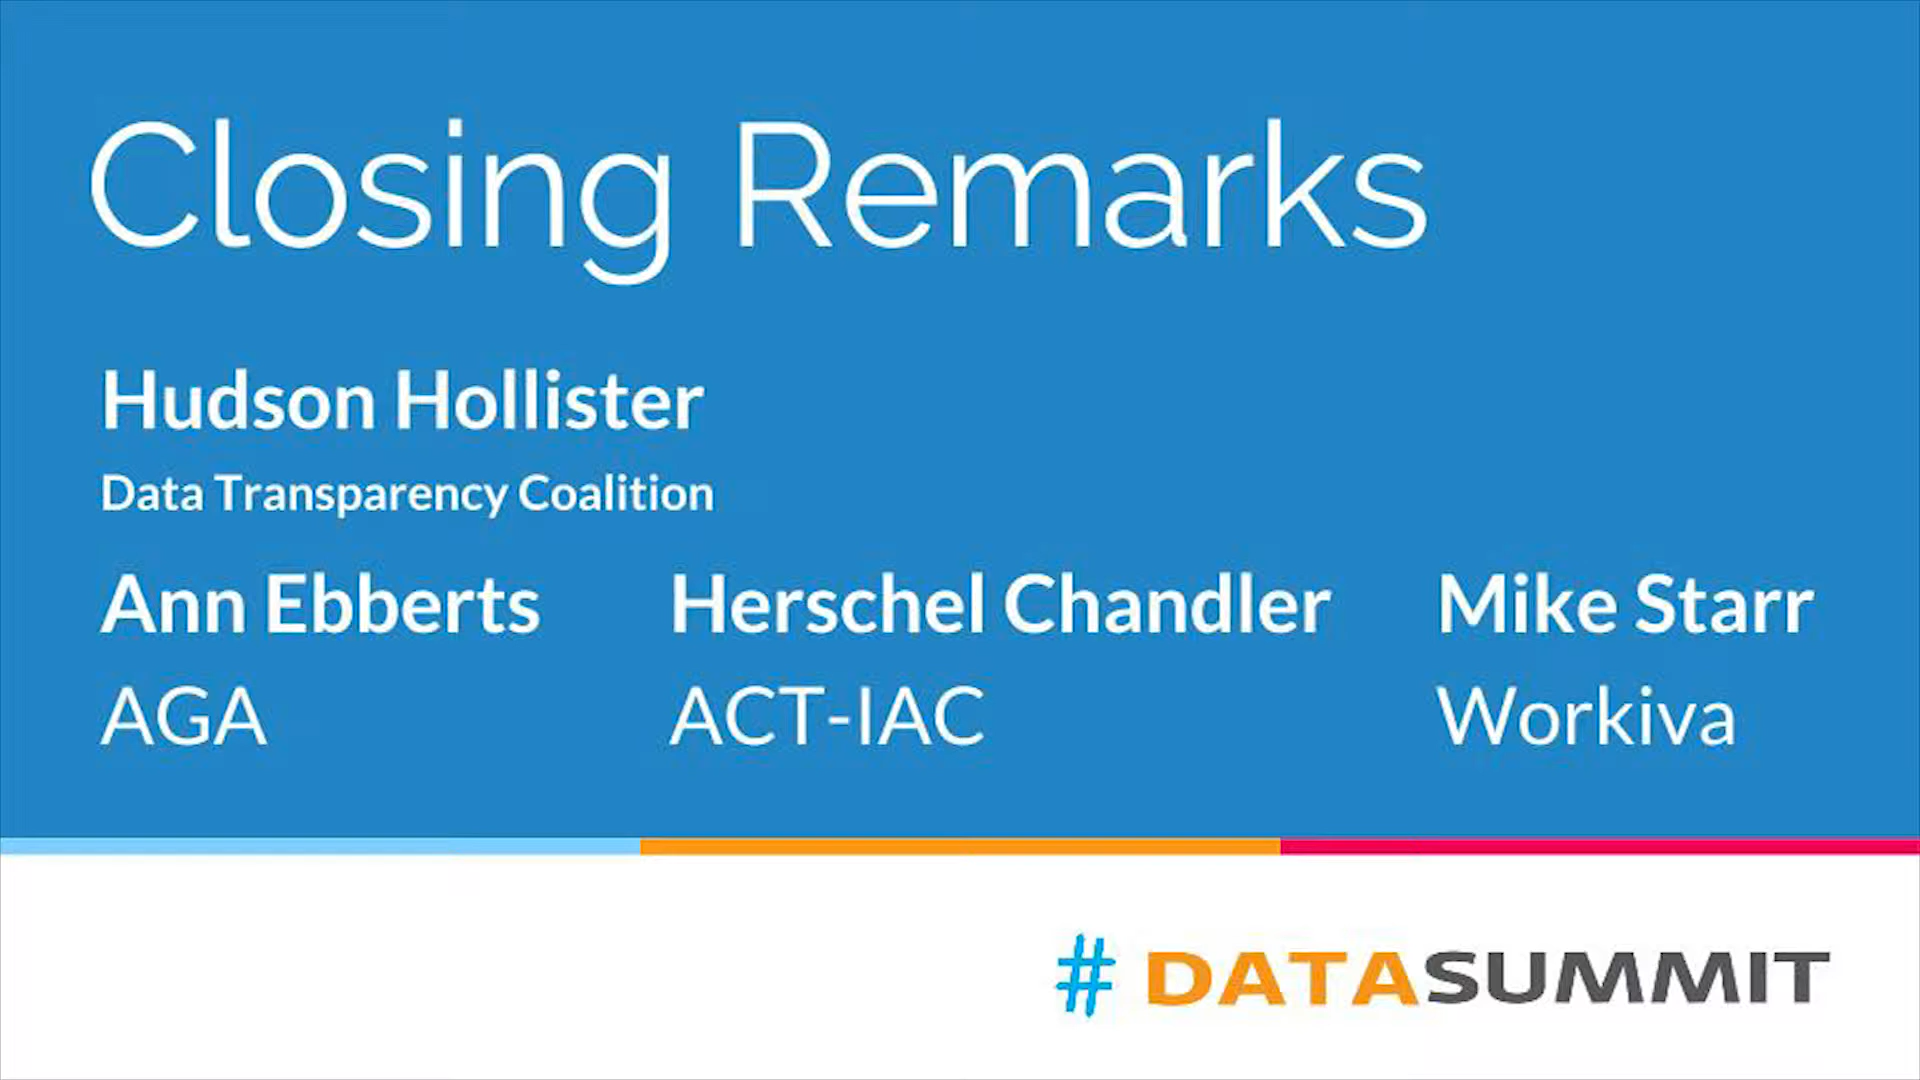 Closing Remarks
Hudson Hollister
Data Transparency Coalition
Ann Ebberts Herschel Chandler Mike Starr
AGA ACT-IAC Workiva
# DATASUMMIT